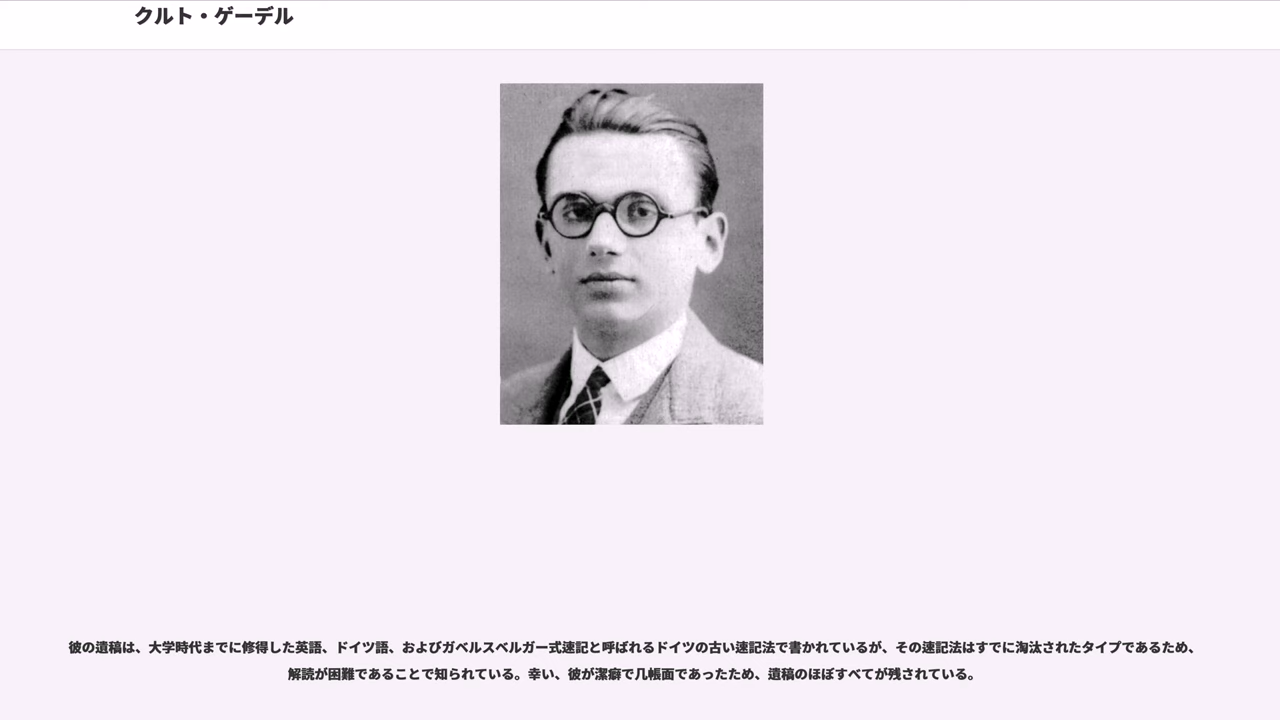 クルト・ゲーデル
彼の遺稿は、大学時代までに修得した英語、ドイツ語、およびガベルスベルガー式速記と呼ばれるドイツの古い速記法で書かれているが、その速記法はすでに淘汰されたタイプであるため、
解読が困難であることで知られている。幸い、彼が潔癖で几帳面であったため、遺稿のほぼすべてが残されている。